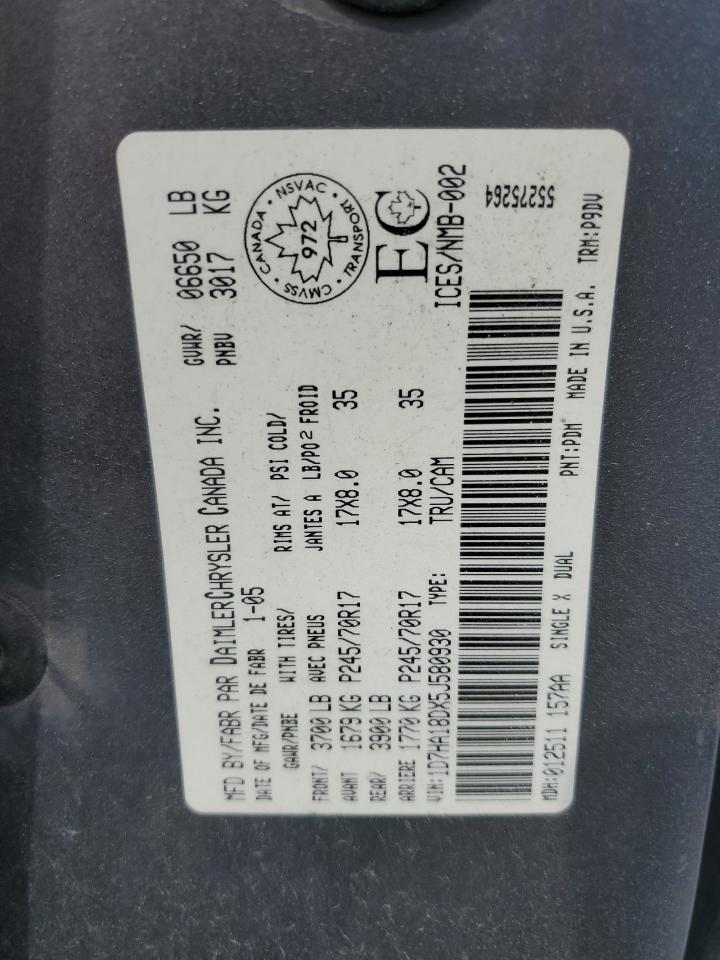 MFD BY/FABR PAR DAIMLERCHRYSLER CANADA INC.
DATE OF MFG/DATE DE FABR 1-05
GVWR/ 06650 LB
PNBV 3017 KG
GAWR/PNBE WITH TIRES/ RIMS AT/ PSI COLD/
FRONT/ 3700 LB AVEC PNEUS JANTES A LB/PO2 FROID
AVANT 1679 KG P245/70R17 17X8.0 35
REAR/ 3900 LB
ARRIERE 1770 KG P245/70R17 17X8.0 35
CANADA • NSVAC • TRANSPORT • CMVSS •
972
EC
ICES/NMB-002
VIN:1D7HA18DX5J580930 TYPE: TRU/CAM
55275264
MDH:012511 157AA SINGLE X DUAL PNT:PDM MADE IN U.S.A. TRM:P9DV